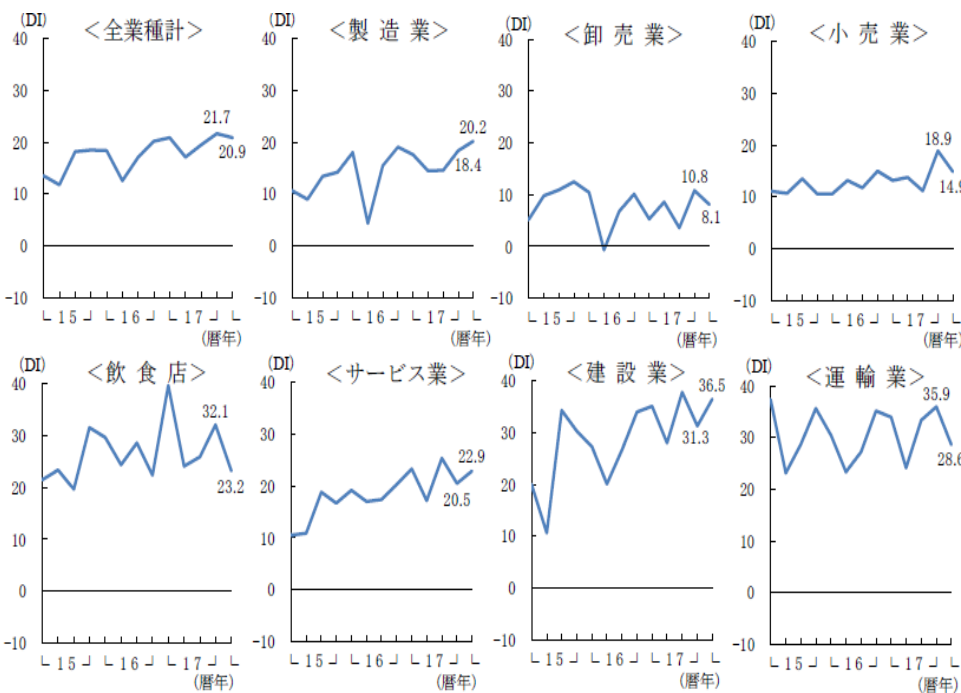 (DI) <全業種計>
40
30
20
10
0
-10
21.7
20.9
└ 15 ┘ └ 16 ┘ └ 17 ┘ └
(暦年)
(DI) <製 造 業>
40
30
20
10
0
-10
20.2
18.4
└ 15 ┘ └ 16 ┘ └ 17 ┘ └
(暦年)
(DI) <卸 売 業>
40
30
20
10
0
-10
10.8
8.1
└ 15 ┘ └ 16 ┘ └ 17 ┘ └
(暦年)
(DI) <小 売 業>
40
30
20
10
0
-10
18.9
14.9
└ 15 ┘ └ 16 ┘ └ 17 ┘ └
(暦年)
(DI) <飲 食 店>
40
30
20
10
0
-10
32.1
23.2
└ 15 ┘ └ 16 ┘ └ 17 ┘ └
(暦年)
(DI) <サービス業>
40
30
20
10
0
-10
22.9
20.5
└ 15 ┘ └ 16 ┘ └ 17 ┘ └
(暦年)
(DI) <建 設 業>
40
30
20
10
0
-10
36.5
31.3
└ 15 ┘ └ 16 ┘ └ 17 ┘ └
(暦年)
(DI) <運 輸 業>
40
30
20
10
0
-10
35.9
28.6
└ 15 ┘ └ 16 ┘ └ 17 ┘ └
(暦年)